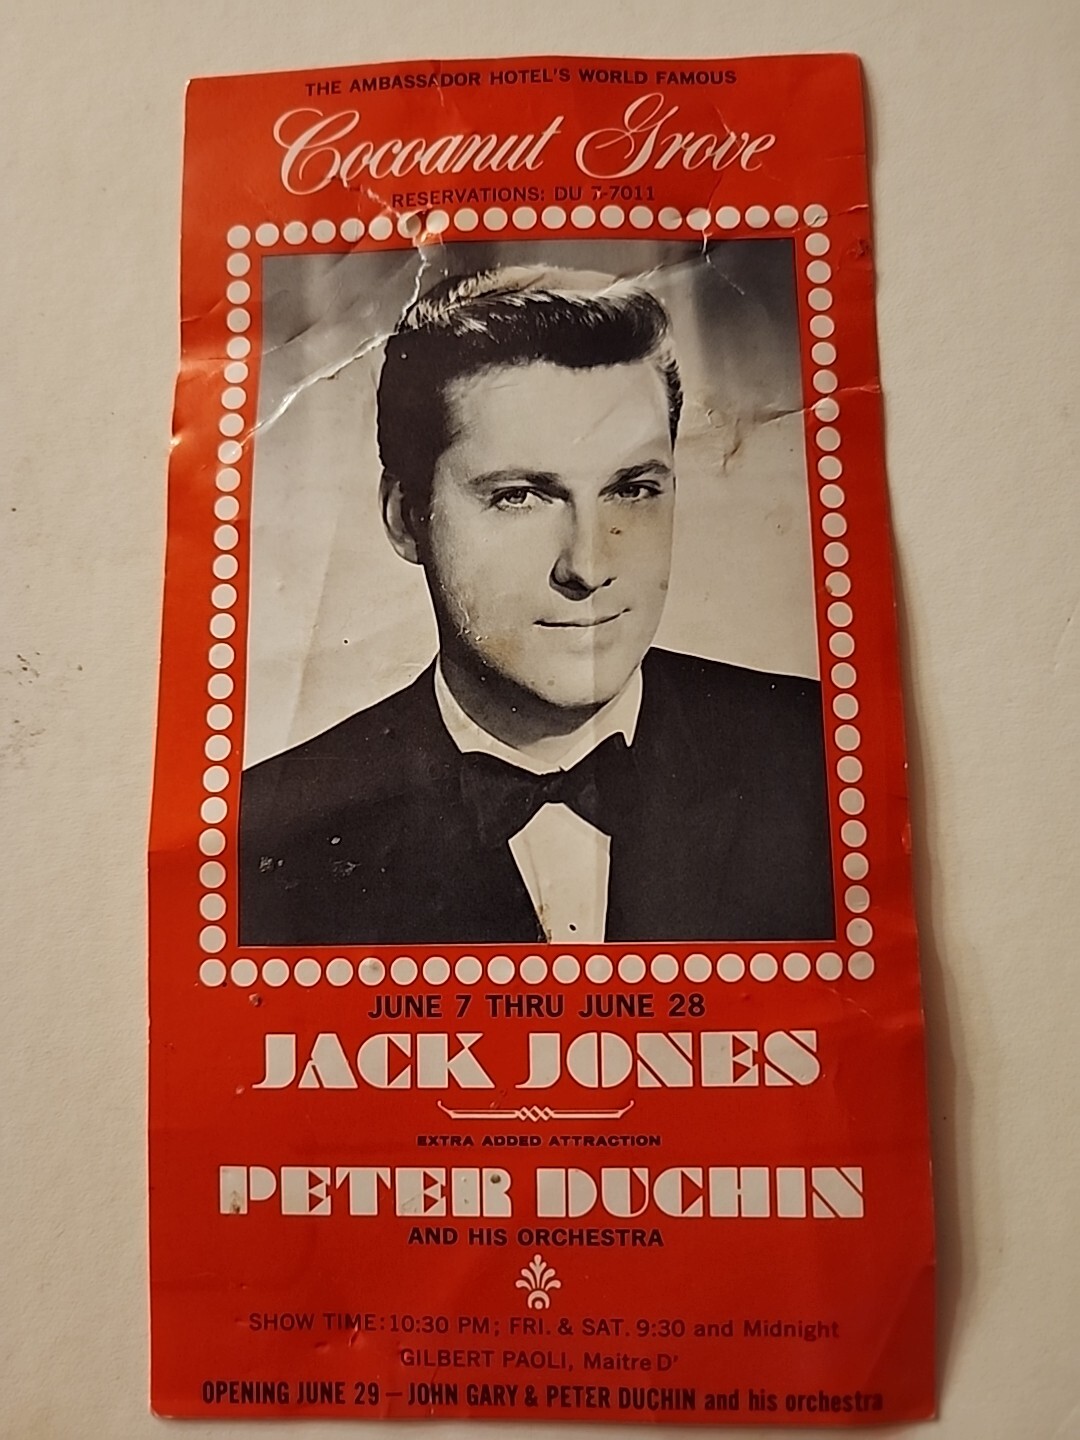 THE AMBASSADOR HOTEL'S WORLD FAMOUS
Cocoanut Grove
RESERVATIONS: DU 7-7011
JUNE 7 THRU JUNE 28
JACK JONES
EXTRA ADDED ATTRACTION
PETER DUCHIN
AND HIS ORCHESTRA
SHOW TIME: 10:30 PM; FRI. & SAT. 9:30 and Midnight
GILBERT PAOLI, Maitre D'
OPENING JUNE 29 – JOHN GARY & PETER DUCHIN and his orchestra